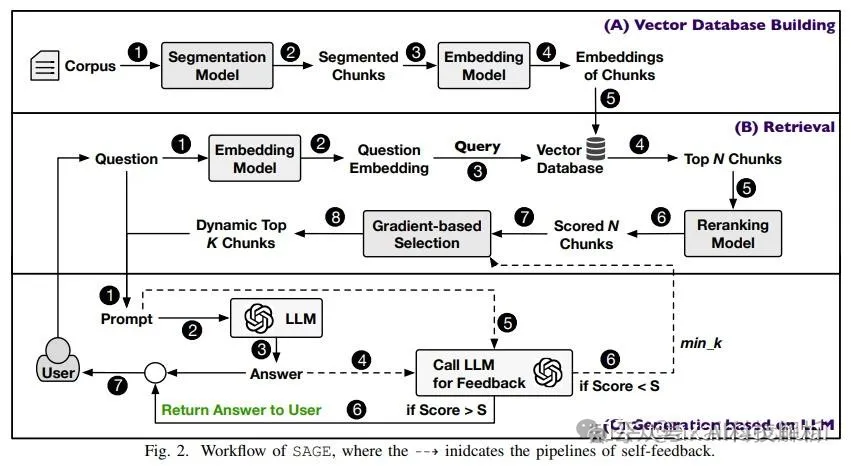 (A) Vector Database Building
1 2 3 4
Corpus
Segmentation
Model
Segmented
Chunks
Embedding
Model
Embeddings
of Chunks
5
(B) Retrieval
Question
1
Embedding
Model
2
Question
Embedding
Query
3
Vector
Database
4
Top N Chunks
5
Reranking
Model
6
Scored N
Chunks
7
Gradient-based
Selection
8
Dynamic Top
K Chunks
1
Prompt
2
LLM
3
Answer
4
5
Call LLM
for Feedback
6
if Score < S
min_k
if Score > S
6
Return Answer to User
7
User
(C) Generation based on LLM
Fig. 2. Workflow of SAGE, where the --→ inidcates the pipelines of self-feedback.